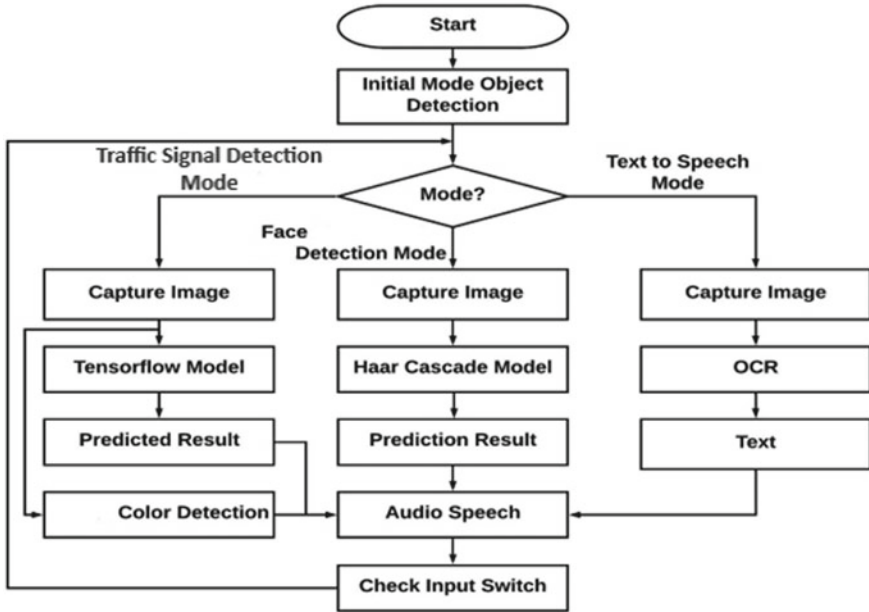 Start
Initial Mode Object
Detection
Traffic Signal Detection
Mode
Mode?
Text to Speech
Mode
Face
Detection Mode
Capture Image
Capture Image
Capture Image
Tensorflow Model
Haar Cascade Model
OCR
Predicted Result
Prediction Result
Text
Color Detection
Audio Speech
Check Input Switch